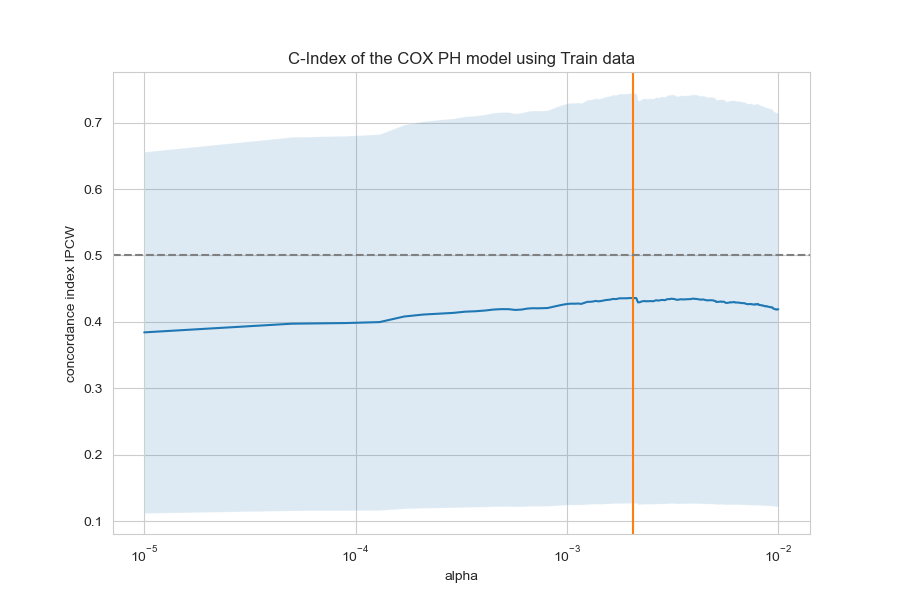 C-Index of the COX PH model using Train data
concordance index IPCW
0.7
0.6
0.5
0.4
0.3
0.2
0.1
10⁻⁵ 10⁻⁴ 10⁻³ 10⁻²
alpha